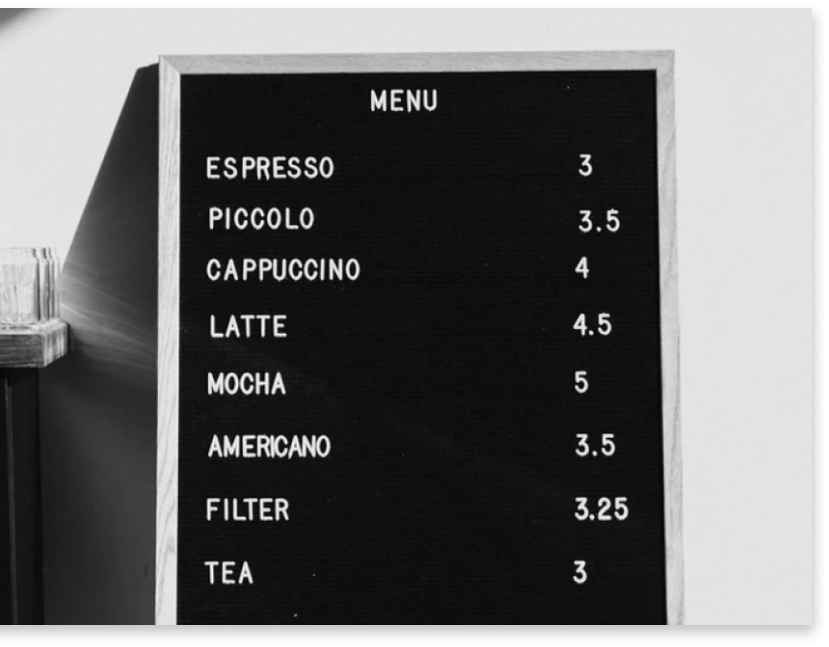 MENU
ESPRESSO 3
PICCOLO 3.5
CAPPUCCINO 4
LATTE 4.5
MOCHA 5
AMERICANO 3.5
FILTER 3.25
TEA 3